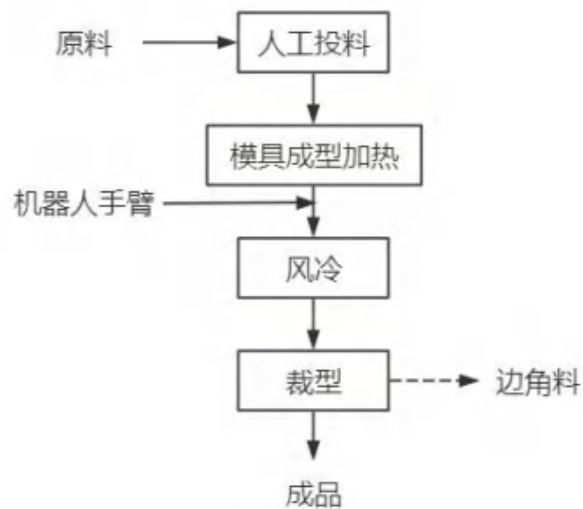 原料
人工投料
模具成型加热
机器人手臂
风冷
裁型
边角料
成品